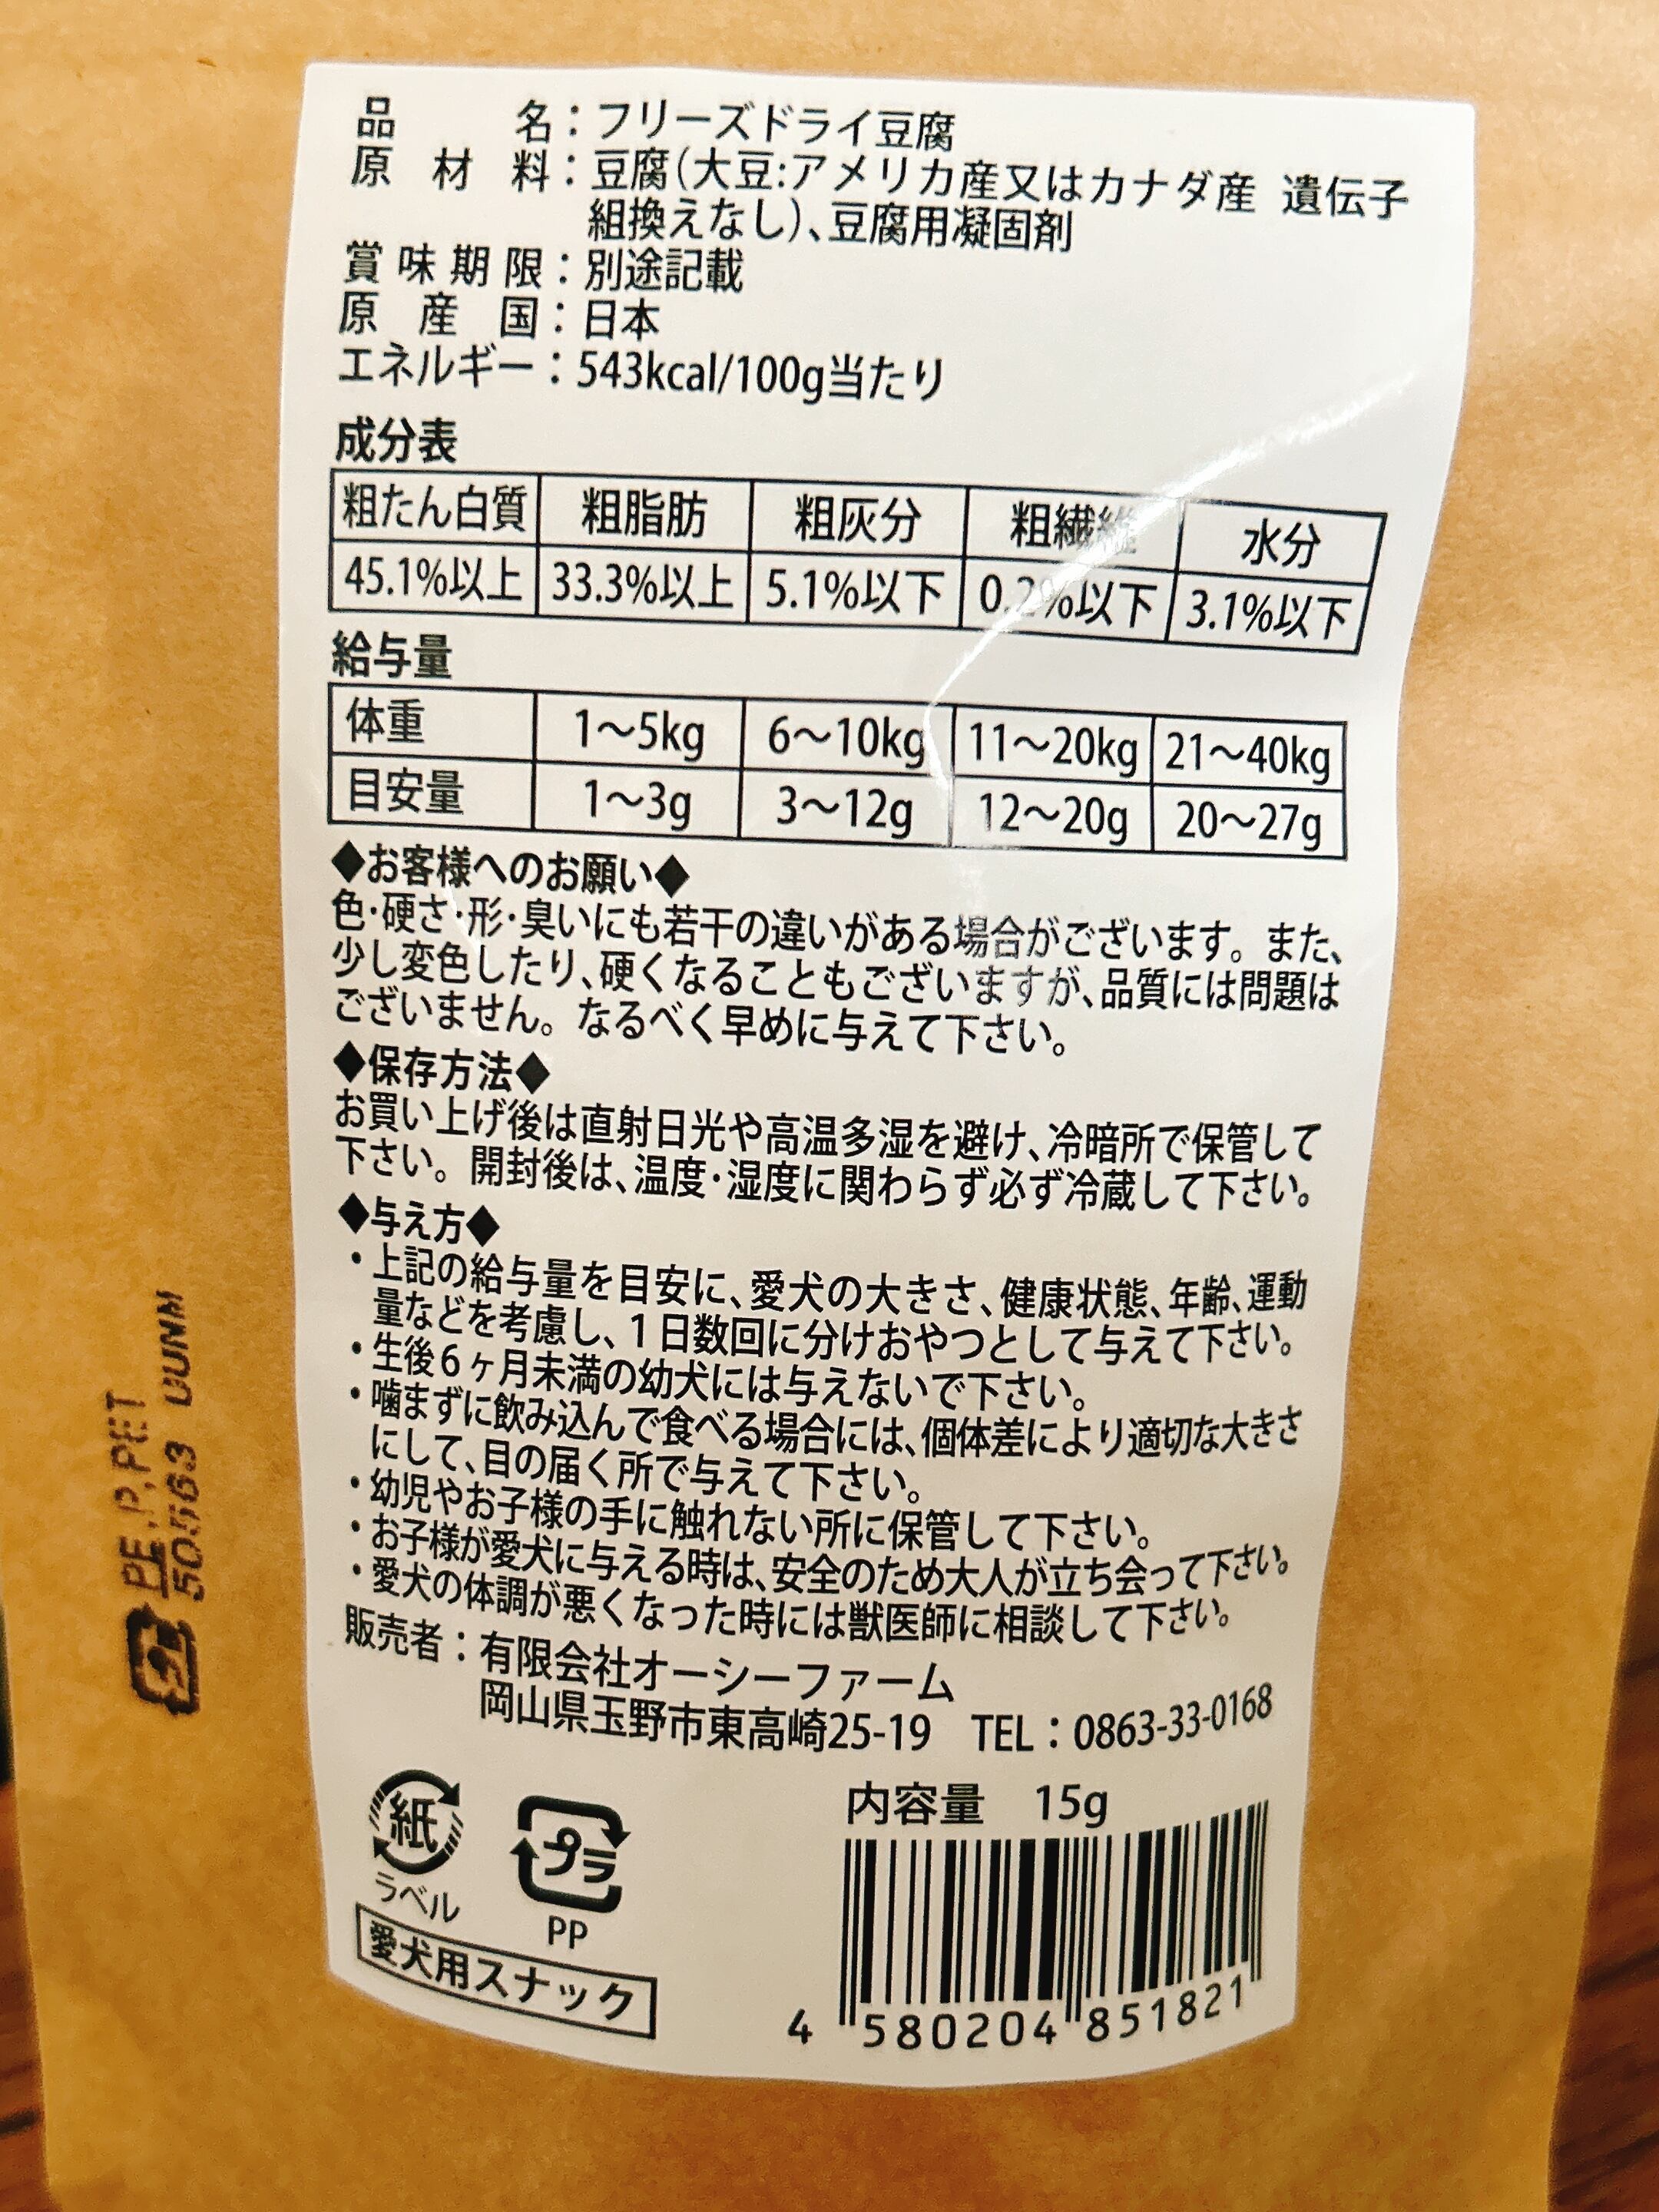 品名：フリーズドライ豆腐
原材料：豆腐（大豆:アメリカ産又はカナダ産 遺伝子
組換えなし）、豆腐用凝固剤
賞味期限：別途記載
原産国：日本
エネルギー：543kcal/100g当たり
成分表
粗たん白質 粗脂肪 粗灰分 粗繊維 水分
45.1%以上 33.3%以上 5.1%以下 0.2%以下 3.1%以下
給与量
体重 1〜5kg 6〜10kg 11〜20kg 21〜40kg
目安量 1〜3g 3〜12g 12〜20g 20〜27g
◆お客様へのお願い◆
色・硬さ・形・臭いにも若干の違いがある場合がございます。また、
少し変色したり、硬くなることもございますが、品質には問題は
ございません。なるべく早めに与えて下さい。
◆保存方法◆
お買い上げ後は直射日光や高温多湿を避け、冷暗所で保管して
下さい。開封後は、温度・湿度に関わらず必ず冷蔵して下さい。
◆与え方◆
・上記の給与量を目安に、愛犬の大きさ、健康状態、年齢、運動
量などを考慮し、1日数回に分けおやつとして与えて下さい。
・生後6ヶ月未満の幼犬には与えないで下さい。
・噛まずに飲み込んで食べる場合には、個体差により適切な大きさ
にして、目の届く所で与えて下さい。
・幼児やお子様の手に触れない所に保管して下さい。
・お子様が愛犬に与える時は、安全のため大人が立ち会って下さい。
・愛犬の体調が悪くなった時には獣医師に相談して下さい。
販売者：有限会社オーシーファーム
岡山県玉野市東高崎25-19 TEL：0863-33-0168
内容量 15g
紙
ラベル
プラ
PP
愛犬用スナック
4 580204 851821
プラ
PE,P,PET